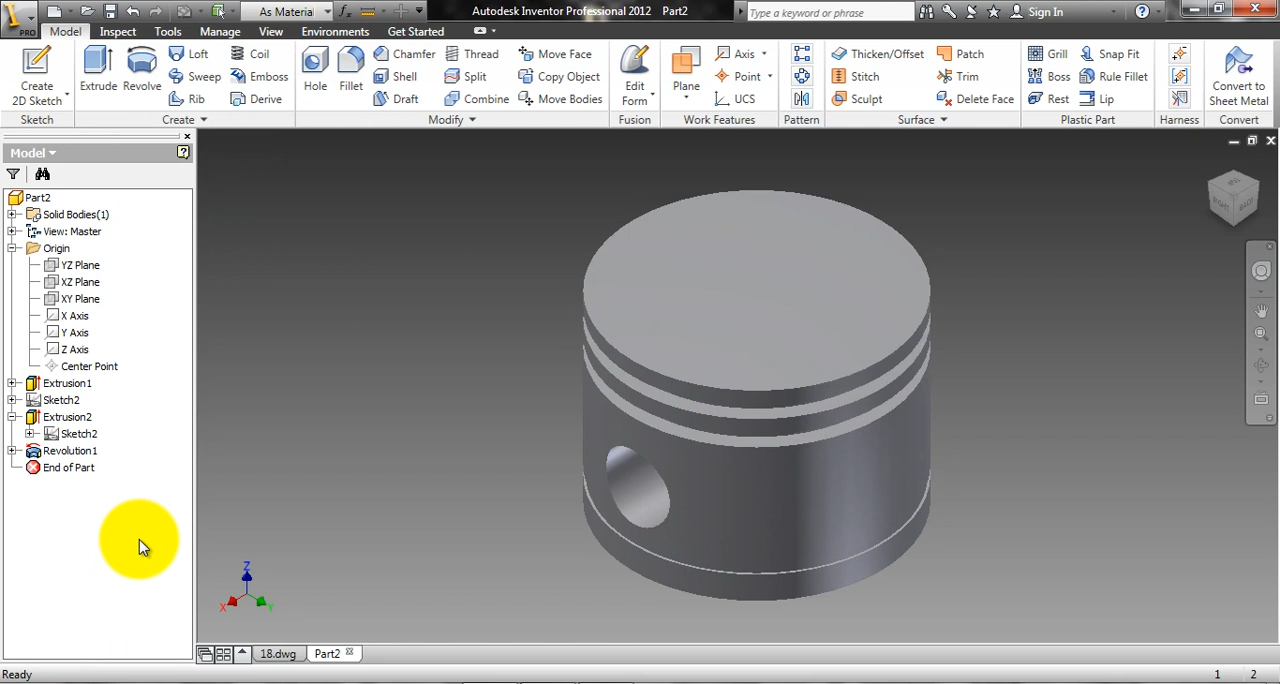 As Material
Autodesk Inventor Professional 2012 Part2
Type a keyword or phrase
Sign In
PRO
Model Inspect Tools Manage View Environments Get Started
Create
2D Sketch
Extrude
Revolve
Loft
Sweep
Rib
Coil
Emboss
Derive
Hole
Fillet
Chamfer
Shell
Draft
Thread
Split
Combine
Move Face
Copy Object
Move Bodies
Edit
Form
Plane
Axis
Point
UCS
Thicken/Offset
Stitch
Sculpt
Patch
Trim
Delete Face
Grill
Boss
Rest
Snap Fit
Rule Fillet
Lip
Convert to
Sheet Metal
Sketch
Create
Modify
Fusion
Work Features
Pattern
Surface
Plastic Part
Harness
Convert
Model
Part2
Solid Bodies(1)
View: Master
Origin
YZ Plane
XZ Plane
XY Plane
X Axis
Y Axis
Z Axis
Center Point
Extrusion1
Sketch2
Extrusion2
Sketch2
Revolution1
End of Part
RIGHT
BACK
Z
X
Y
18.dwg
Part2
Ready
1 2